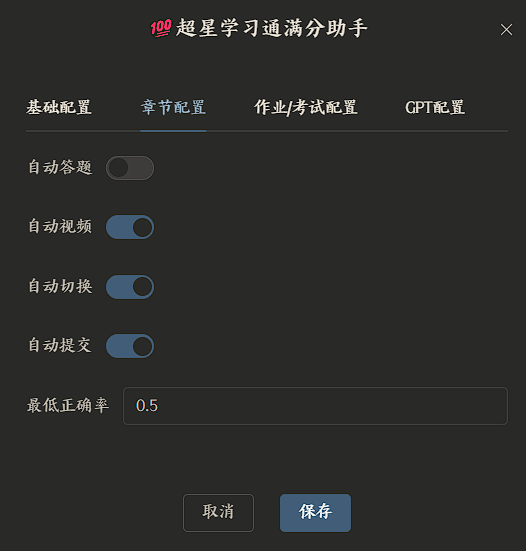 💯超星学习通满分助手
基础配置 章节配置 作业/考试配置 GPT配置
自动答题
自动视频
自动切换
自动提交
最低正确率 0.5
取消 保存